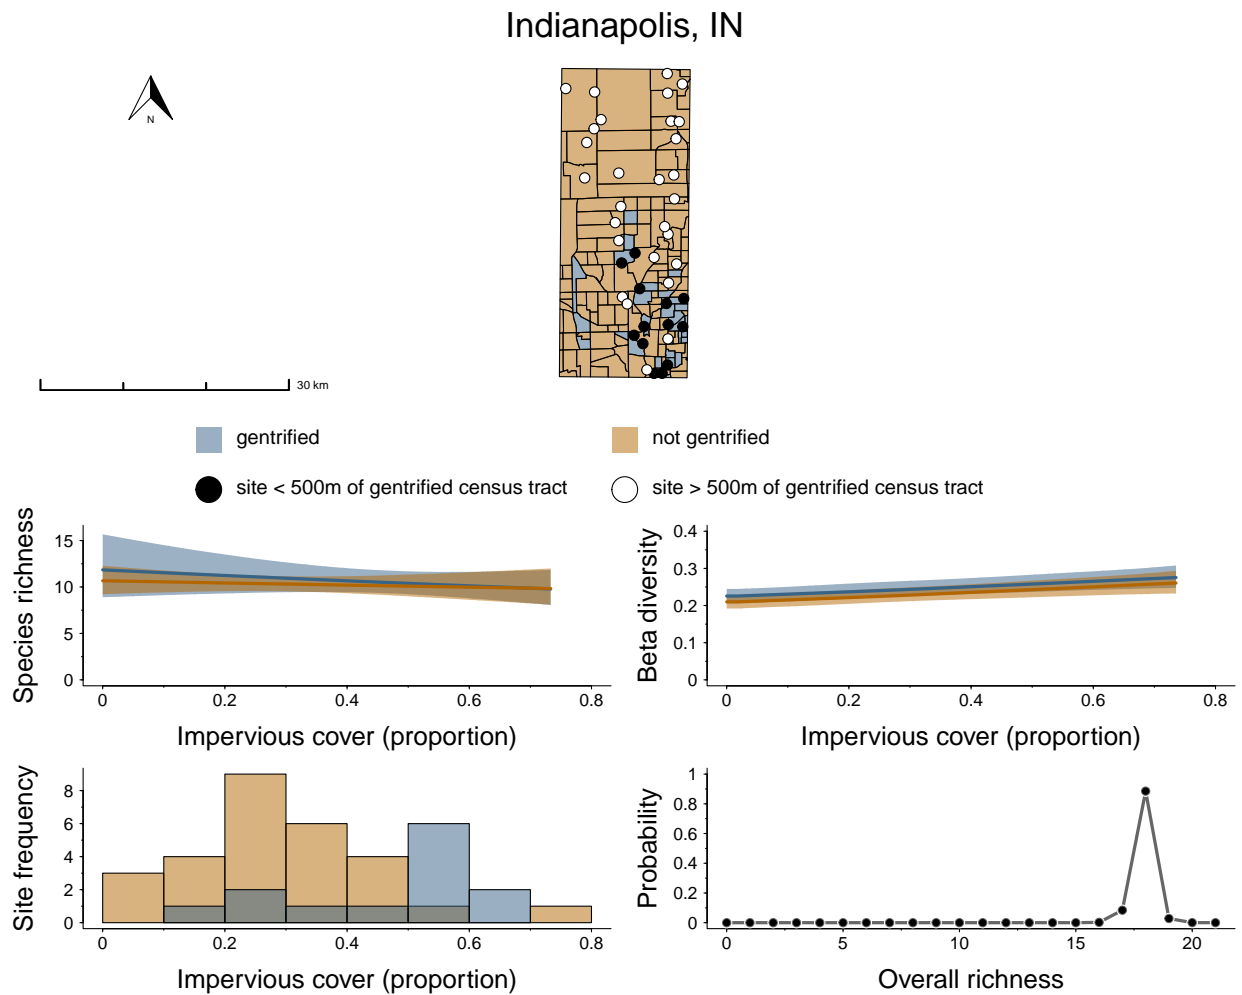 Indianapolis, IN
N
30 km
gentrified
not gentrified
site < 500m of gentrified census tract
site > 500m of gentrified census tract
Species richness
15
10
5
0
0 0.2 0.4 0.6 0.8
Impervious cover (proportion)
Beta diversity
0.4
0.3
0.2
0.1
0
0 0.2 0.4 0.6 0.8
Impervious cover (proportion)
Site frequency
8
6
4
2
0
0 0.2 0.4 0.6 0.8
Impervious cover (proportion)
Probability
1
0.8
0.6
0.4
0.2
0
0 5 10 15 20
Overall richness